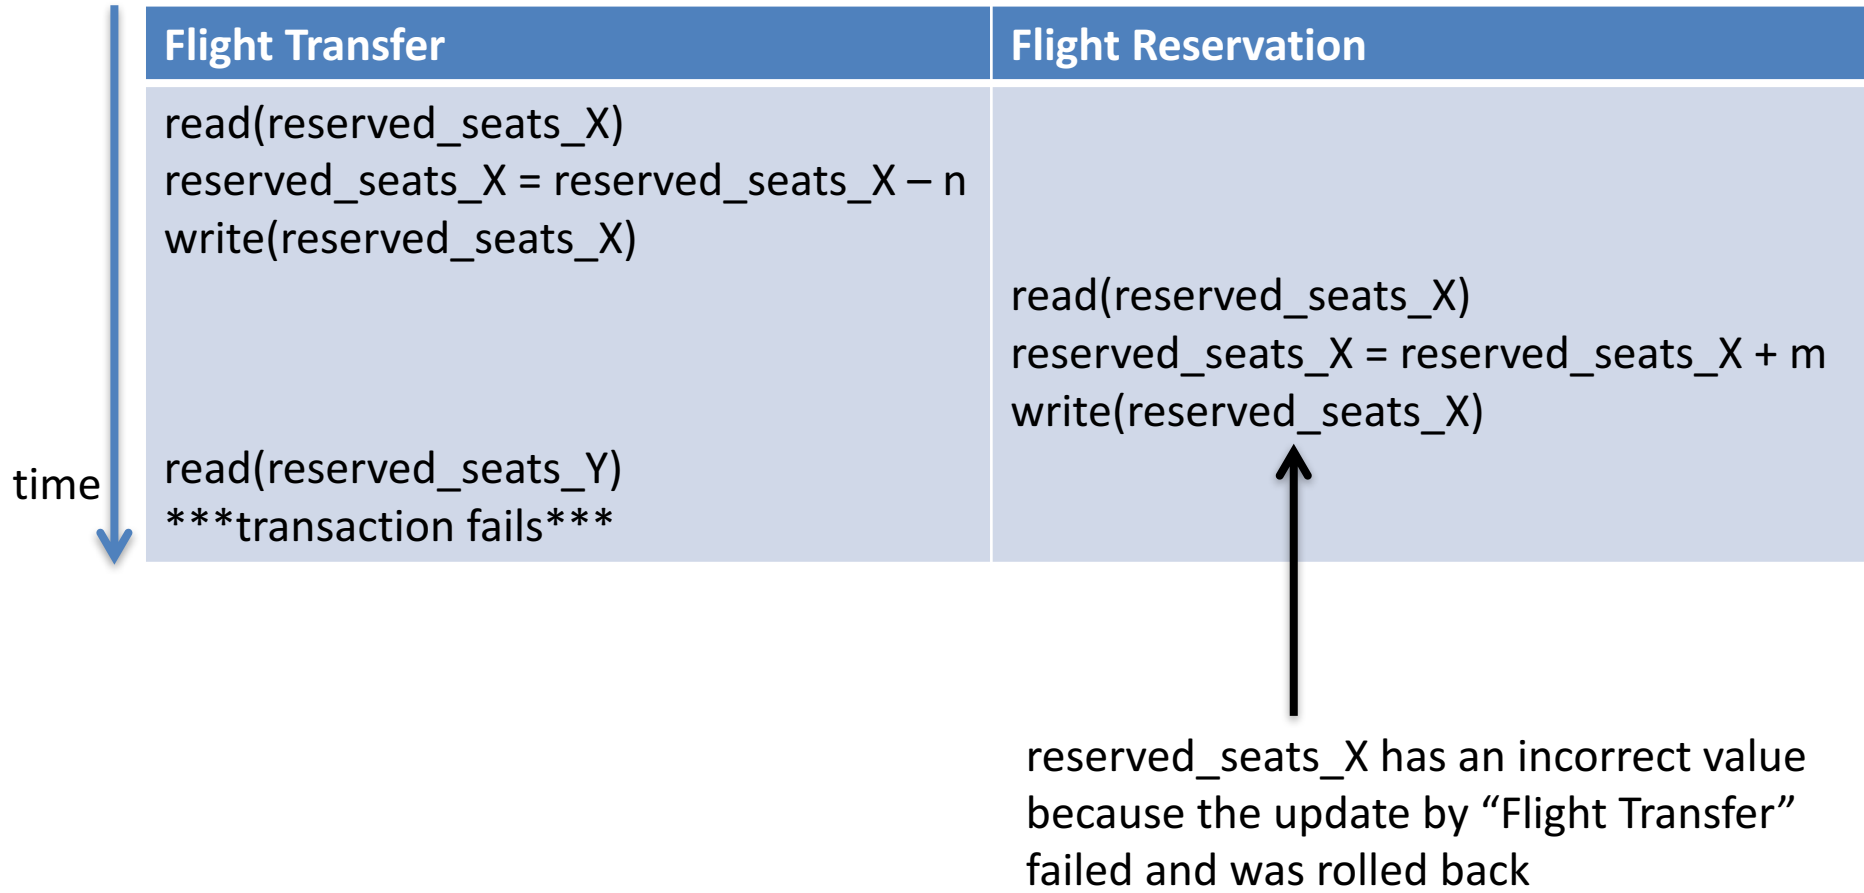 Flight Transfer
Flight Reservation
read(reserved_seats_X)
reserved_seats_X = reserved_seats_X – n
write(reserved_seats_X)
read(reserved_seats_X)
reserved_seats_X = reserved_seats_X + m
write(reserved_seats_X)
time
read(reserved_seats_Y)
***transaction fails***
reserved_seats_X has an incorrect value
because the update by “Flight Transfer”
failed and was rolled back